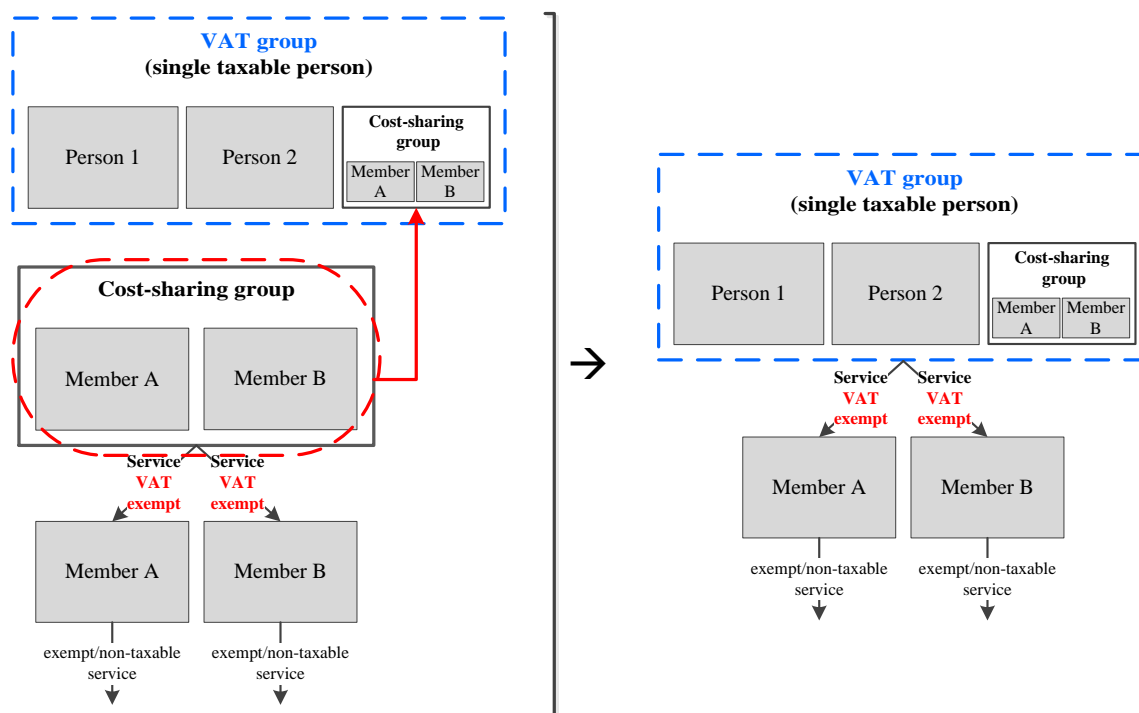 VAT group
(single taxable person)
Person 1
Person 2
Cost-sharing
group
Member
A
Member
B
Cost-sharing group
Member A
Member B
Service
VAT
exempt
Service
VAT
exempt
Member A
Member B
exempt/non-taxable
service
exempt/non-taxable
service
→
VAT group
(single taxable person)
Person 1
Person 2
Cost-sharing
group
Member
A
Member
B
Service
VAT
exempt
Service
VAT
exempt
Member A
Member B
exempt/non-taxable
service
exempt/non-taxable
service